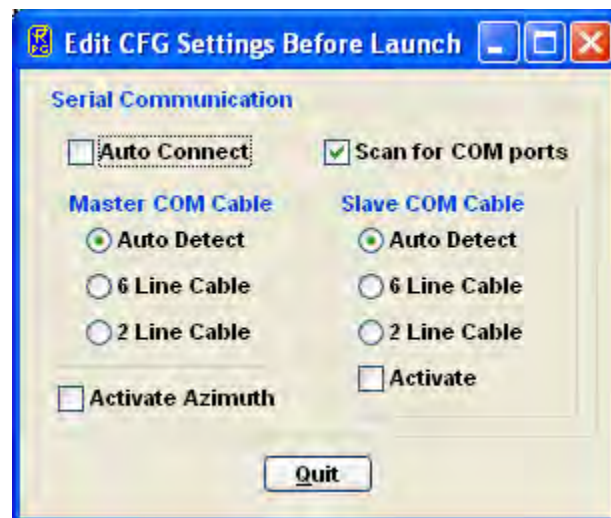 Edit CFG Settings Before Launch
Serial Communication
Auto Connect
Scan for COM ports
Master COM Cable
Slave COM Cable
Auto Detect
Auto Detect
6 Line Cable
6 Line Cable
2 Line Cable
2 Line Cable
Activate
Activate Azimuth
Quit